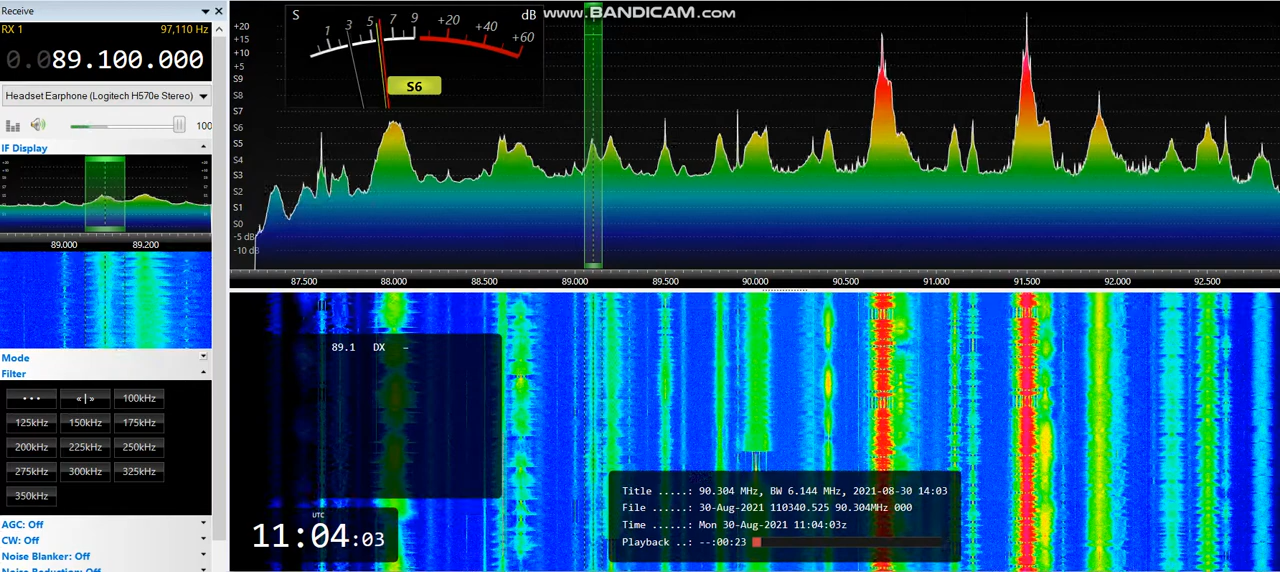 Receive
RX 1 97,110 Hz
0.089.100.000
Headset Earphone (Logitech H570e Stereo)
100
IF Display
89.000 89.200
Mode
Filter
••• «|» 100kHz
125kHz 150kHz 175kHz
200kHz 225kHz 250kHz
275kHz 300kHz 325kHz
350kHz
AGC: Off
CW: Off
Noise Blanker: Off
Noise Reduction: Off
www.BANDICAM.com
S dB
1 3 5 7 9 +20 +40 +60
S6
+20
+15
+10
+5
S9
S8
S7
S6
S5
S4
S3
S2
S1
S0
-5 dB
-10 dB
87.500 88.000 88.500 89.000 89.500 90.000 90.500 91.000 91.500 92.000 92.500
89.1 DX –
UTC
11:04:03
Title .....: 90.304 MHz, BW 6.144 MHz, 2021-08-30 14:03
File ......: 30-Aug-2021 110340.525 90.304MHz 000
Time ......: Mon 30-Aug-2021 11:04:03z
Playback ..: --:00:23